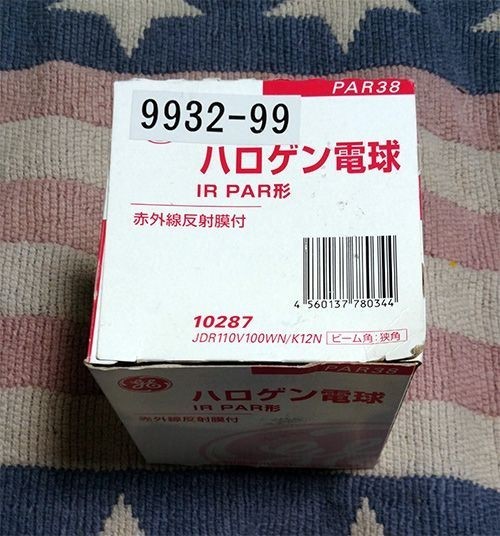 PAR38
9932-99
ハロゲン電球
IR PAR形
赤外線反射膜付
4 560137 780344
10287
JDR110V100WN/K12N
ビーム角:狭角
PAR38
ハロゲン電球
IR PAR形
赤外線反射膜付